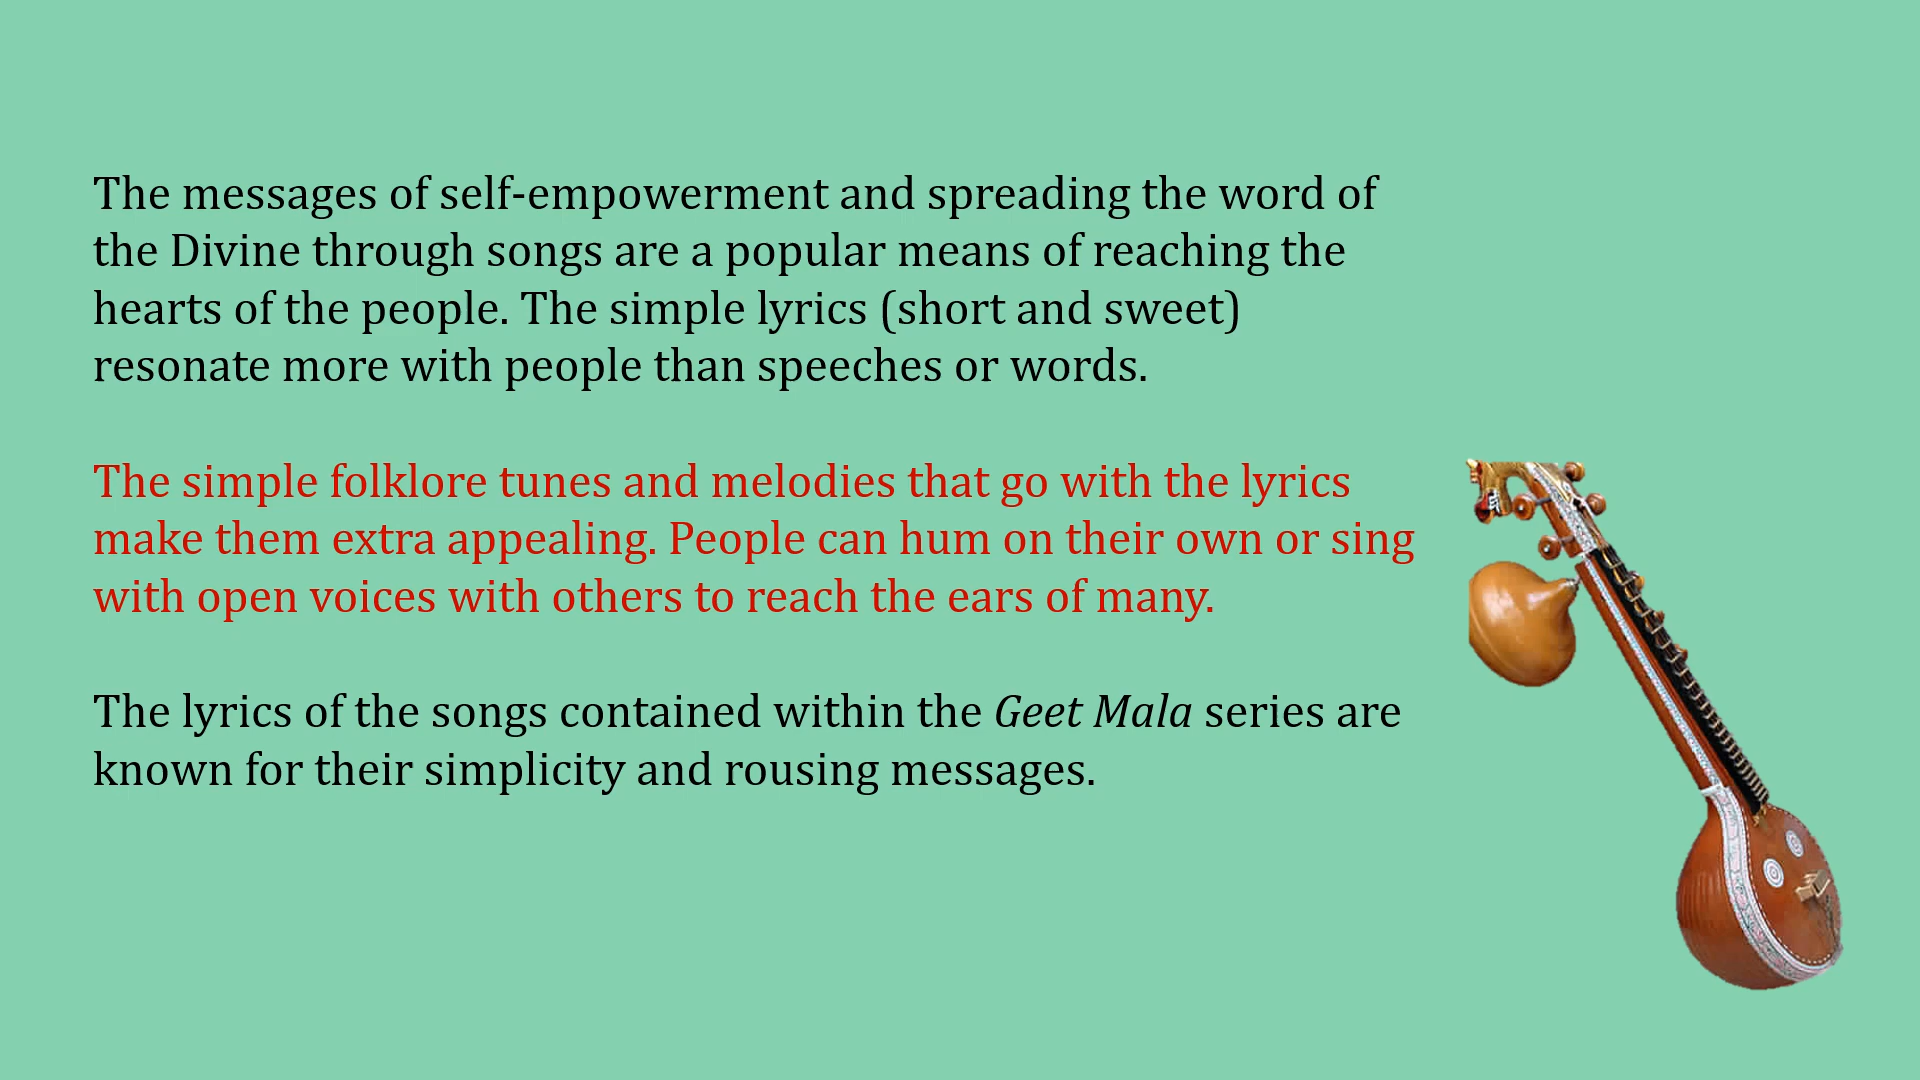 The messages of self-empowerment and spreading the word of
the Divine through songs are a popular means of reaching the
hearts of the people. The simple lyrics (short and sweet)
resonate more with people than speeches or words.
The simple folklore tunes and melodies that go with the lyrics
make them extra appealing. People can hum on their own or sing
with open voices with others to reach the ears of many.
The lyrics of the songs contained within the Geet Mala series are
known for their simplicity and rousing messages.